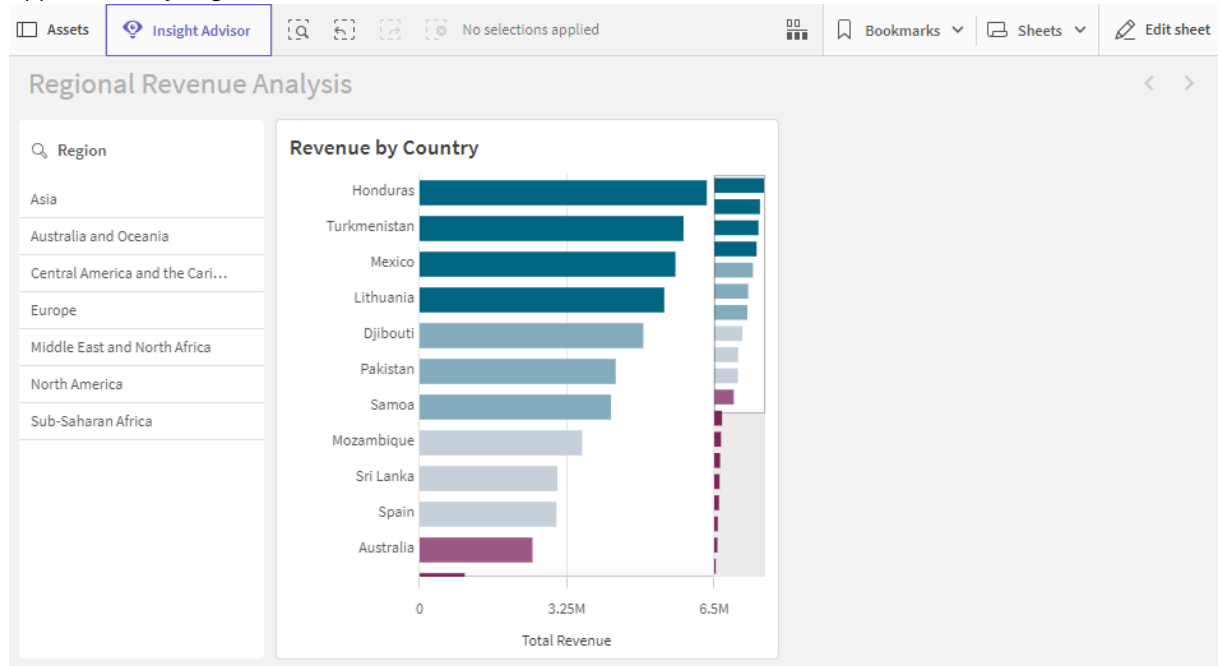 Assets
Insight Advisor
No selections applied
Bookmarks
Sheets
Edit sheet
Regional Revenue Analysis
Region
Asia
Australia and Oceania
Central America and the Cari...
Europe
Middle East and North Africa
North America
Sub-Saharan Africa
Revenue by Country
Honduras
Turkmenistan
Mexico
Lithuania
Djibouti
Pakistan
Samoa
Mozambique
Sri Lanka
Spain
Australia
0 3.25M 6.5M
Total Revenue